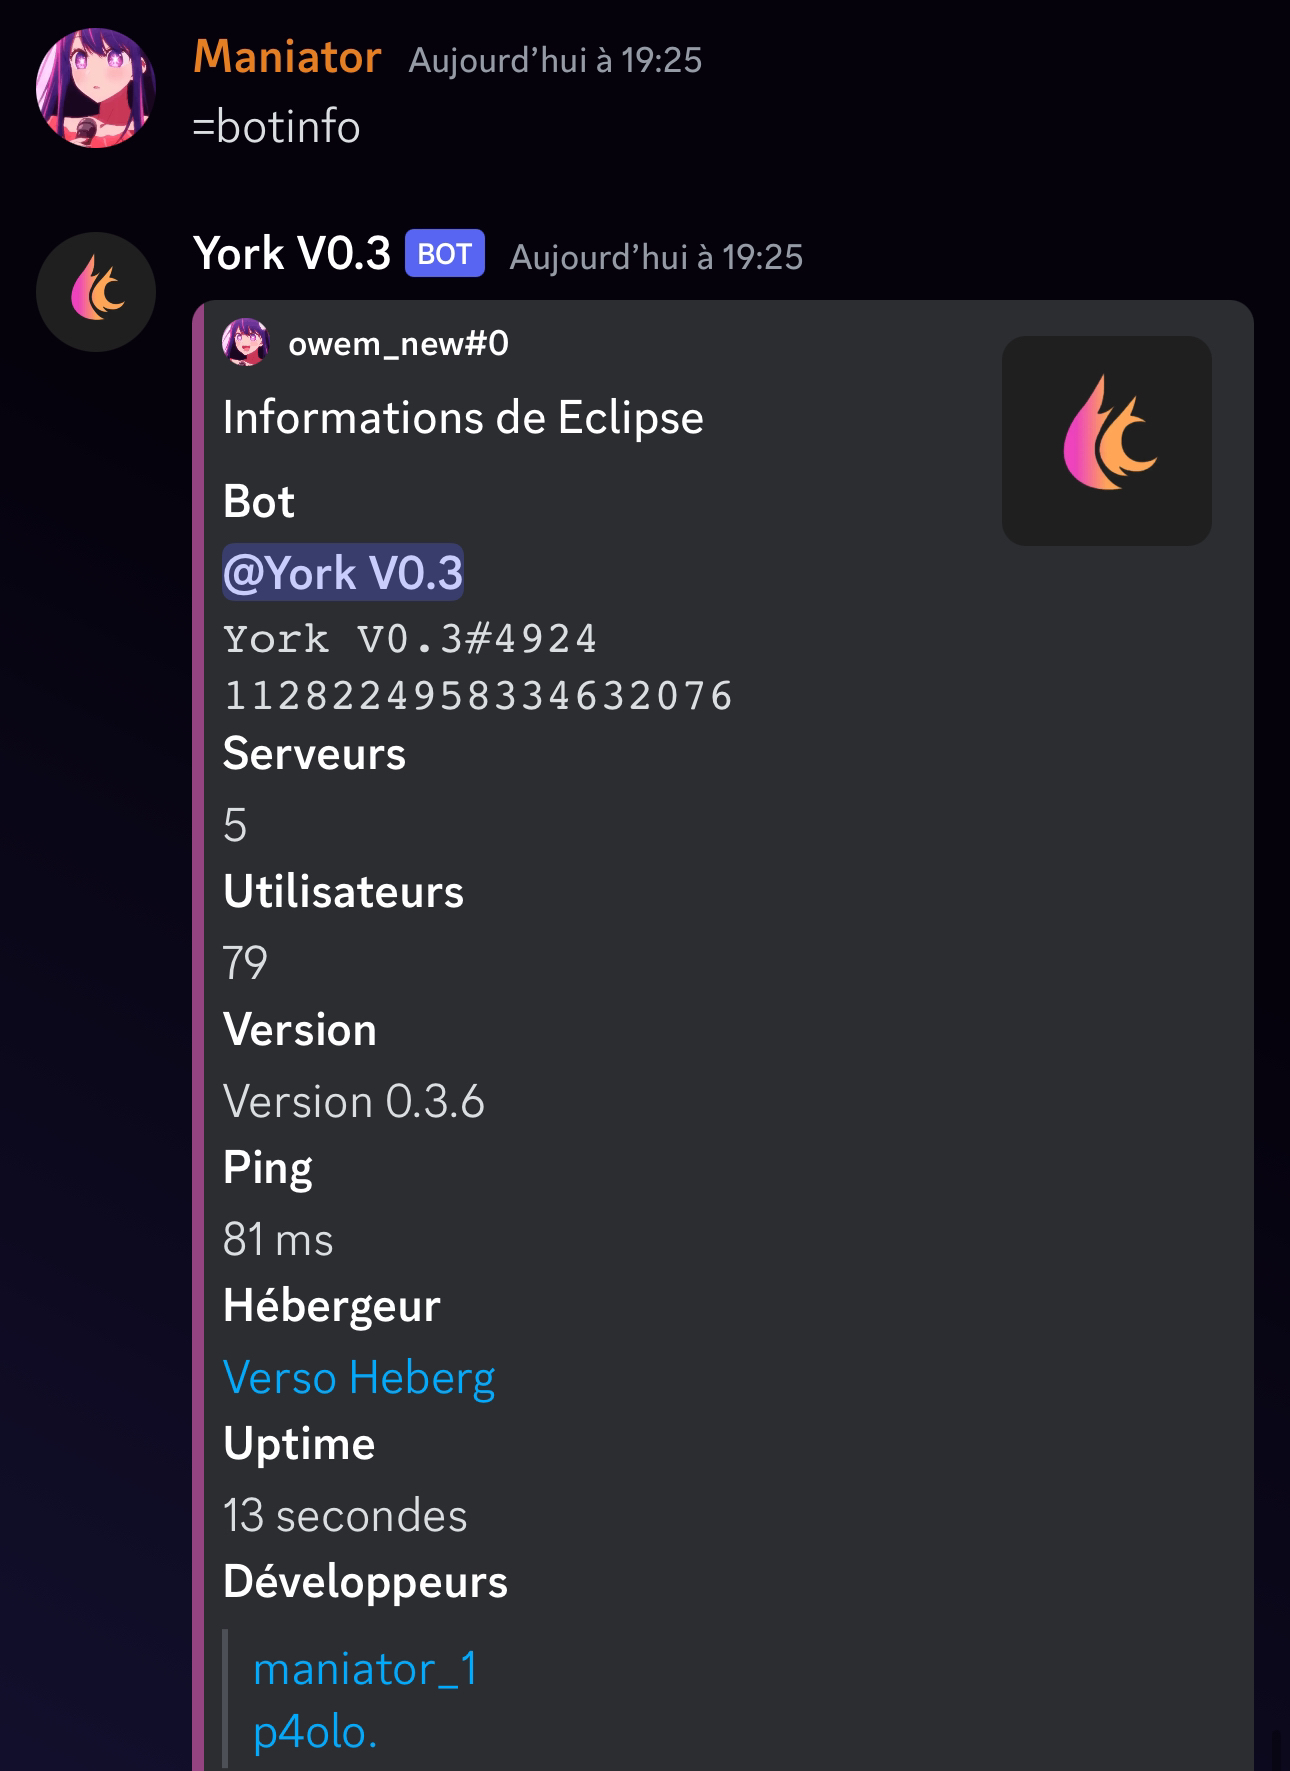 Maniator Aujourd’hui à 19:25
=botinfo
York V0.3 BOT Aujourd’hui à 19:25
owem_new#0
Informations de Eclipse
Bot
@York V0.3
York V0.3#4924
1128224958334632076
Serveurs
5
Utilisateurs
79
Version
Version 0.3.6
Ping
81 ms
Hébergeur
Verso Heberg
Uptime
13 secondes
Développeurs
maniator_1
p4olo.